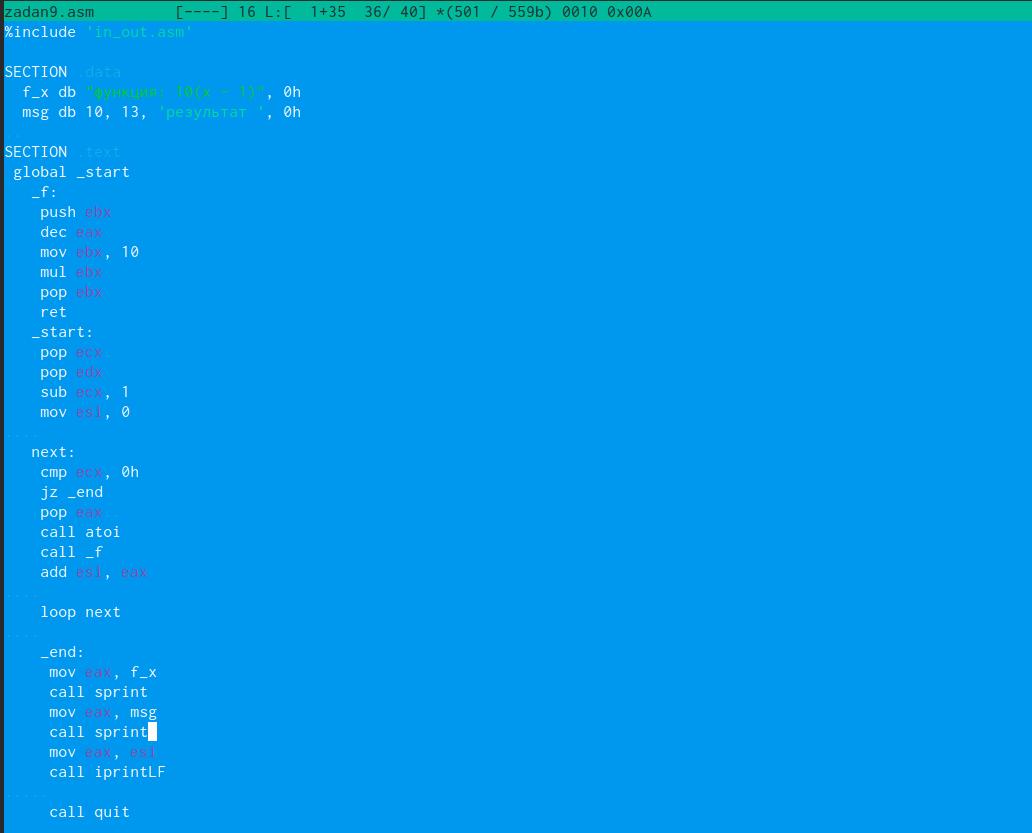 zadan9.asm         [----] 16 L:[  1+35  36/ 40] *(501 / 559b) 0010 0x00A
%include 'in_out.asm'
SECTION .data
  f_x db "функция: 10(x - 1)", 0h
  msg db 10, 13, 'результат ', 0h
SECTION .text
 global _start
   _f:
    push ebx
    dec eax
    mov ebx, 10
    mul ebx
    pop ebx
    ret
   _start:
    pop ecx
    pop edx
    sub ecx, 1
    mov esi, 0
   next:
    cmp ecx, 0h
    jz _end
    pop eax
    call atoi
    call _f
    add esi, eax
    loop next
    _end:
     mov eax, f_x
     call sprint
     mov eax, msg
     call sprint
     mov eax, esi
     call iprintLF
     call quit